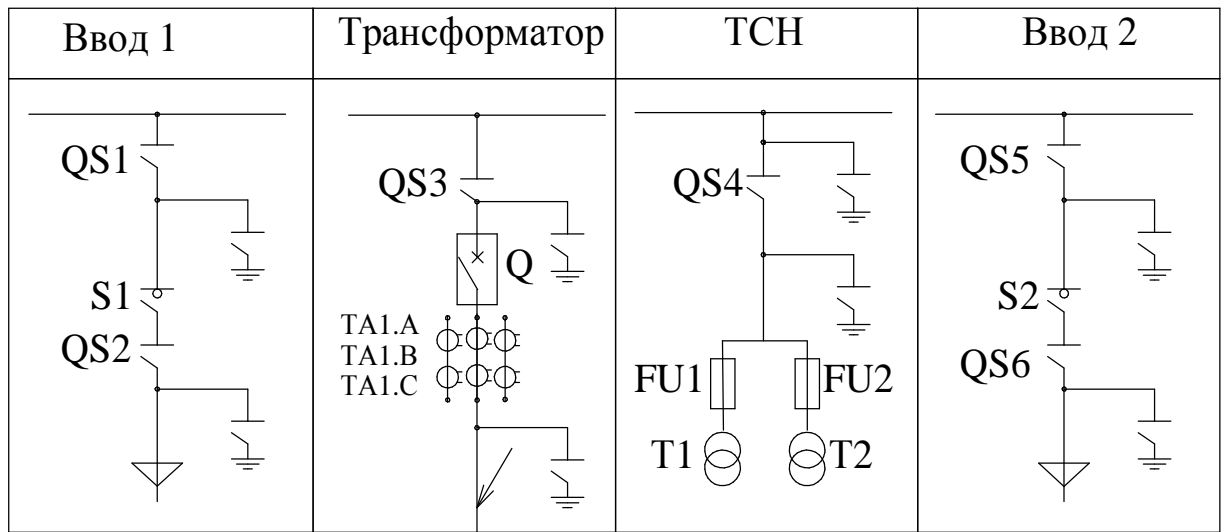 Ввод 1
Трансформатор
ТСН
Ввод 2
QS1
S1
QS2
QS3
Q
TA1.A
TA1.B
TA1.C
QS4
FU1
FU2
T1
T2
QS5
S2
QS6